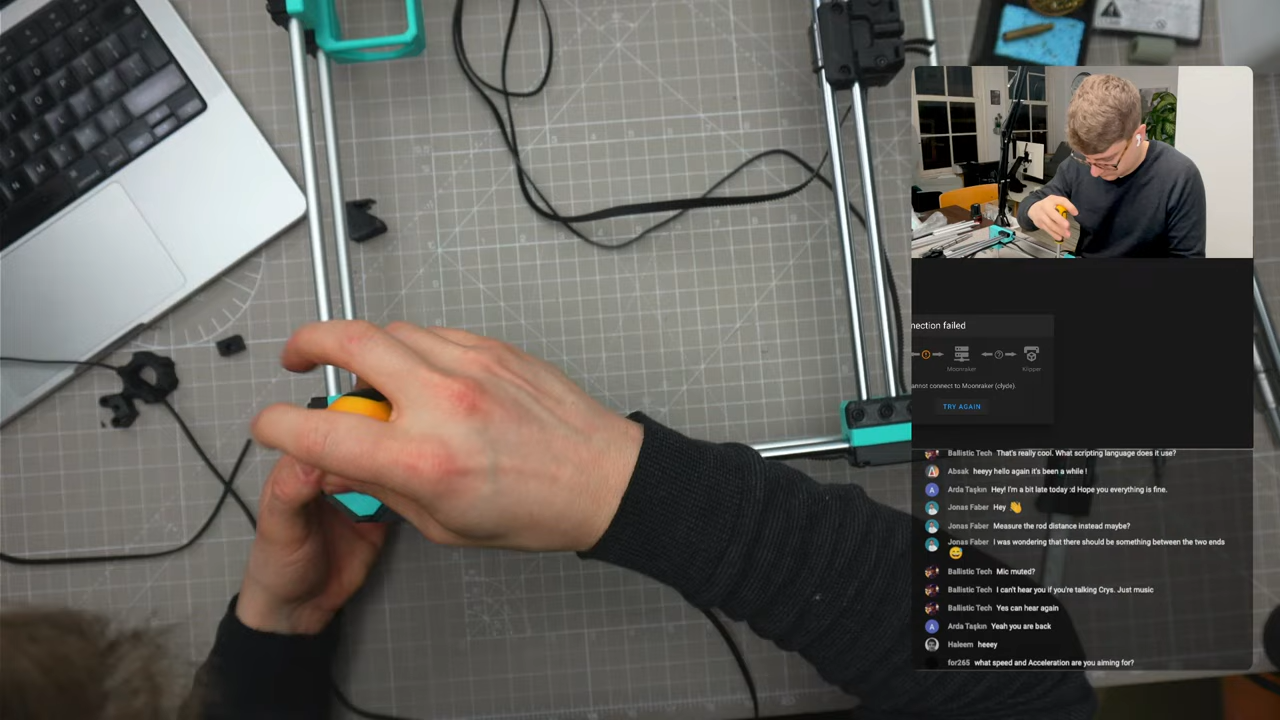 nection failed
Moonraker
Klipper
annot connect to Moonraker (clyde).
TRY AGAIN
Ballistic Tech That's really cool. What scripting language does it use?
Absak heeyy hello again it's been a while !
Arda Taşkın Hey! I'm a bit late today :d Hope you everything is fine.
Jonas Faber Hey 👋
Jonas Faber Measure the rod distance instead maybe?
Jonas Faber I was wondering that there should be something between the two ends
😅
Ballistic Tech Mic muted?
Ballistic Tech I can't hear you if you're talking Crys. Just music
Ballistic Tech Yes can hear again
Arda Taşkın Yeah you are back
Haleem heeey
for265 what speed and Acceleration are you aiming for?